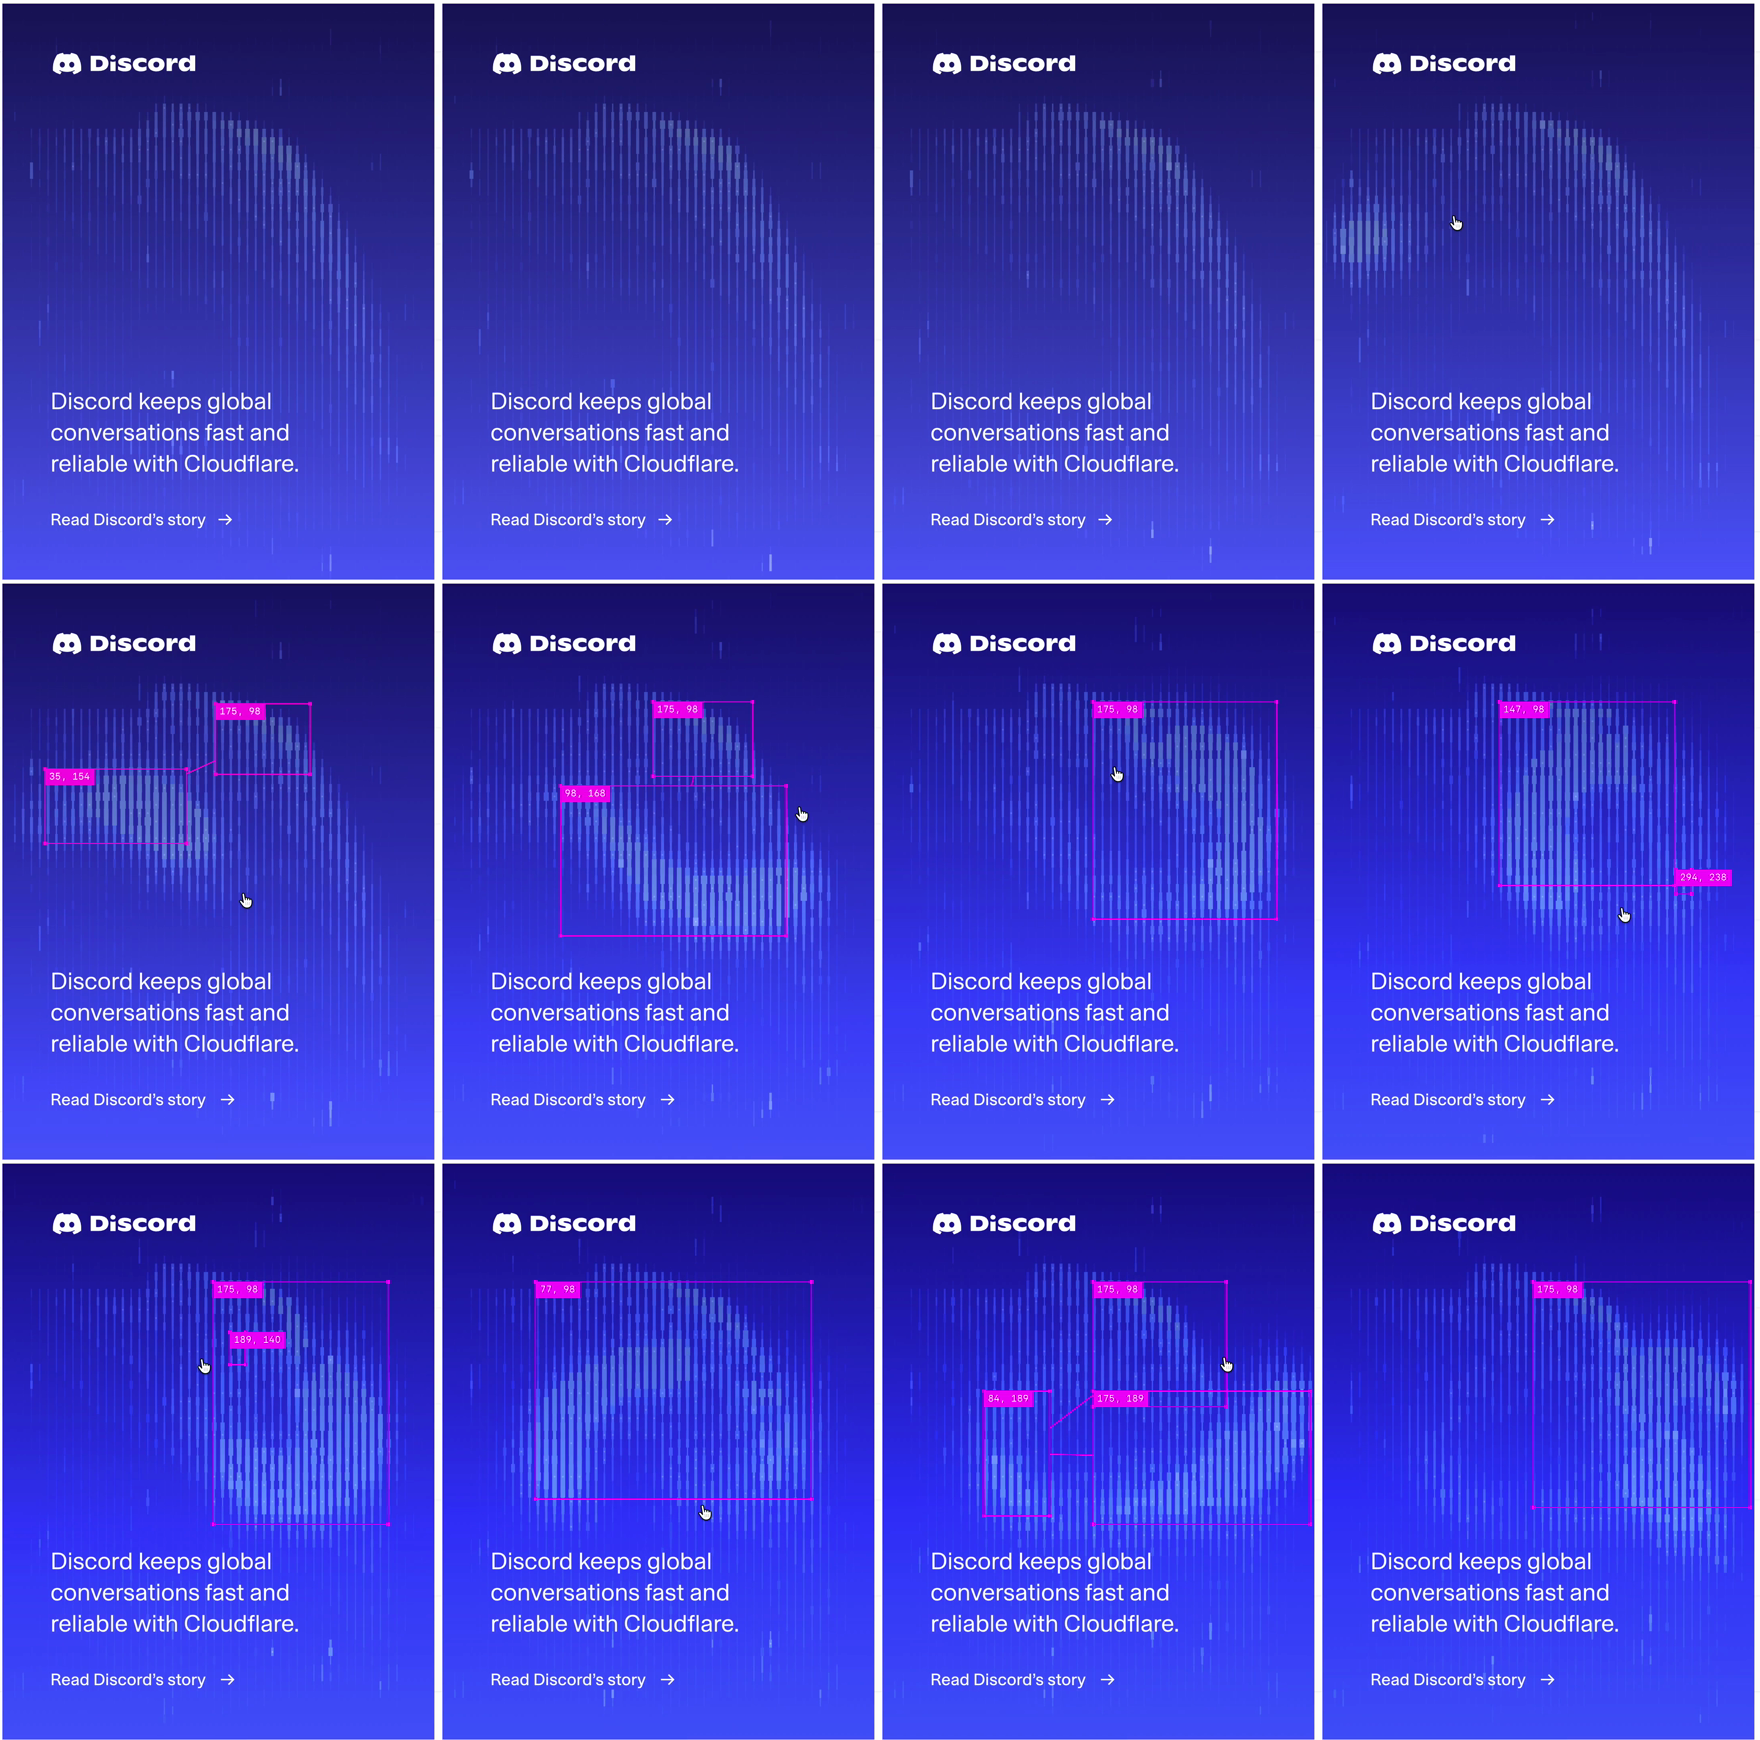 Discord
Discord keeps global
conversations fast and
reliable with Cloudflare.
Read Discord's story →
Discord
Discord keeps global
conversations fast and
reliable with Cloudflare.
Read Discord's story →
Discord
Discord keeps global
conversations fast and
reliable with Cloudflare.
Read Discord's story →
Discord
Discord keeps global
conversations fast and
reliable with Cloudflare.
Read Discord's story →
Discord
175, 98
35, 154
Discord keeps global
conversations fast and
reliable with Cloudflare.
Read Discord's story →
Discord
175, 98
98, 168
Discord keeps global
conversations fast and
reliable with Cloudflare.
Read Discord's story →
Discord
175, 98
Discord keeps global
conversations fast and
reliable with Cloudflare.
Read Discord's story →
Discord
147, 98
294, 238
Discord keeps global
conversations fast and
reliable with Cloudflare.
Read Discord's story →
Discord
175, 98
189, 140
Discord keeps global
conversations fast and
reliable with Cloudflare.
Read Discord's story →
Discord
77, 98
Discord keeps global
conversations fast and
reliable with Cloudflare.
Read Discord's story →
Discord
175, 98
84, 189
175, 189
Discord keeps global
conversations fast and
reliable with Cloudflare.
Read Discord's story →
Discord
175, 98
Discord keeps global
conversations fast and
reliable with Cloudflare.
Read Discord's story →